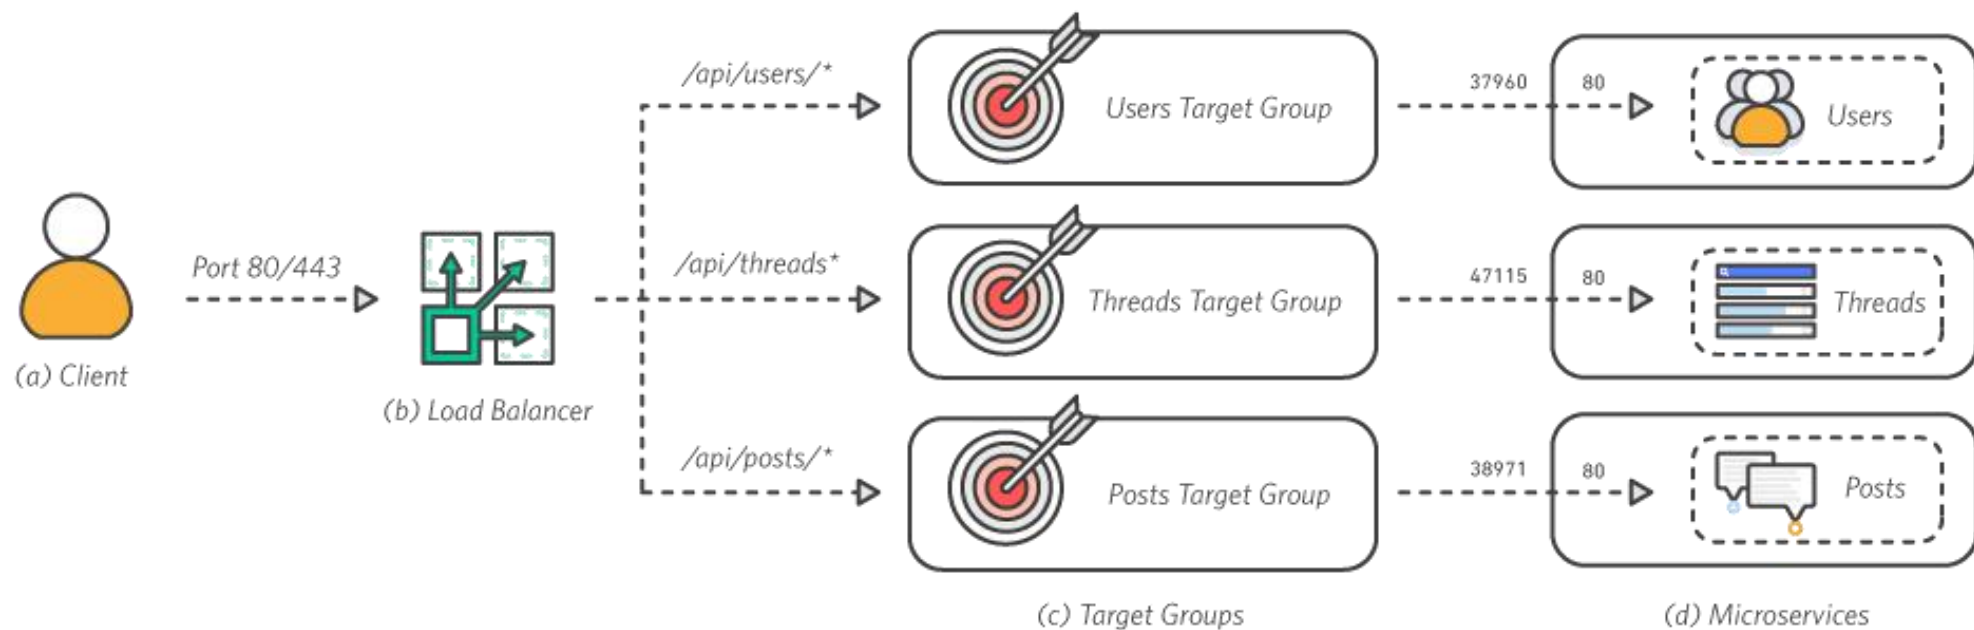 /api/users/*
Users Target Group
37960
80
Users
Port 80/443
/api/threads*
Threads Target Group
47115
80
Threads
(a) Client
(b) Load Balancer
/api/posts/*
Posts Target Group
38971
80
Posts
(c) Target Groups
(d) Microservices